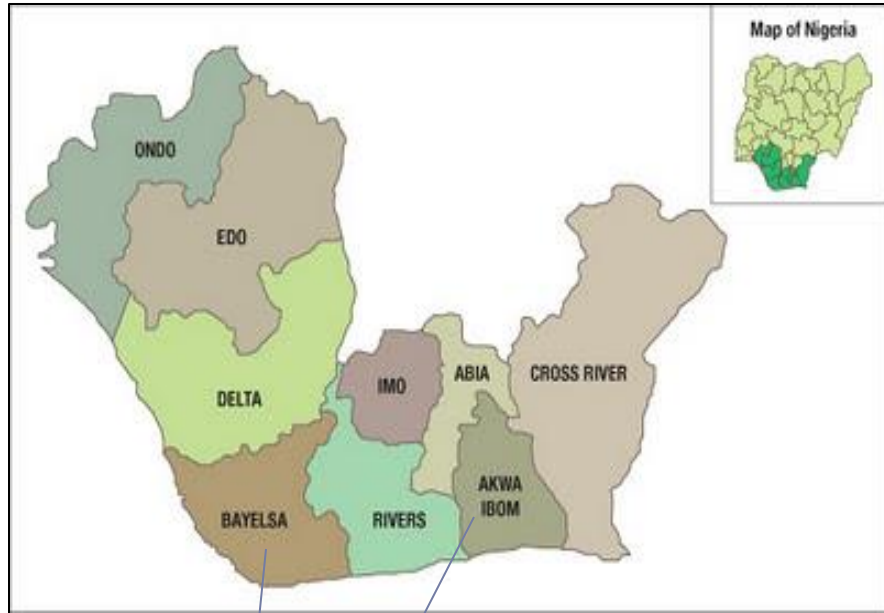 Map of Nigeria
ONDO
EDO
DELTA
IMO
ABIA
CROSS RIVER
BAYELSA
RIVERS
AKWA
IBOM